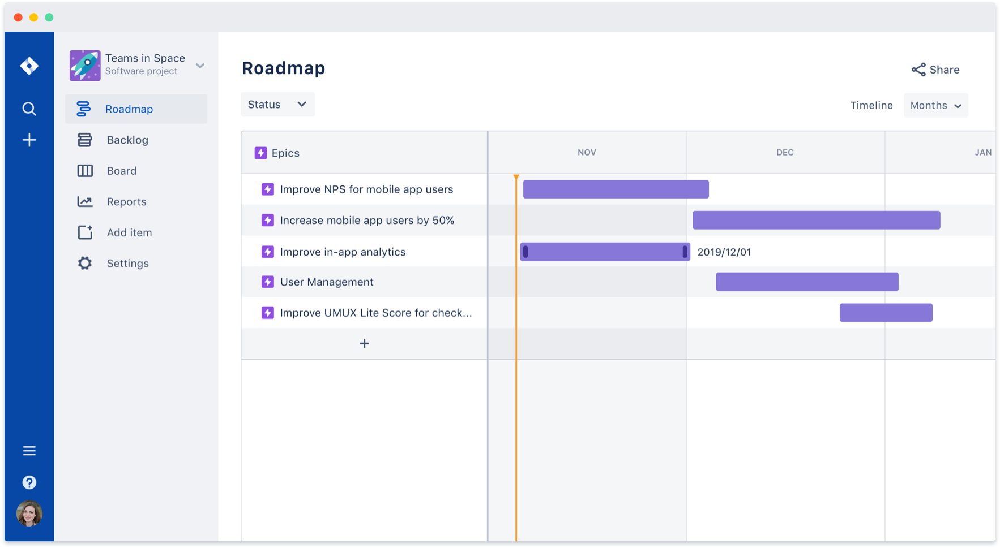 Teams in Space
Software project
Roadmap
Backlog
Board
Reports
Add item
Settings
Roadmap
Share
Status
Timeline
Months
Epics
NOV
DEC
JAN
Improve NPS for mobile app users
Increase mobile app users by 50%
Improve in-app analytics
2019/12/01
User Management
Improve UMUX Lite Score for check...